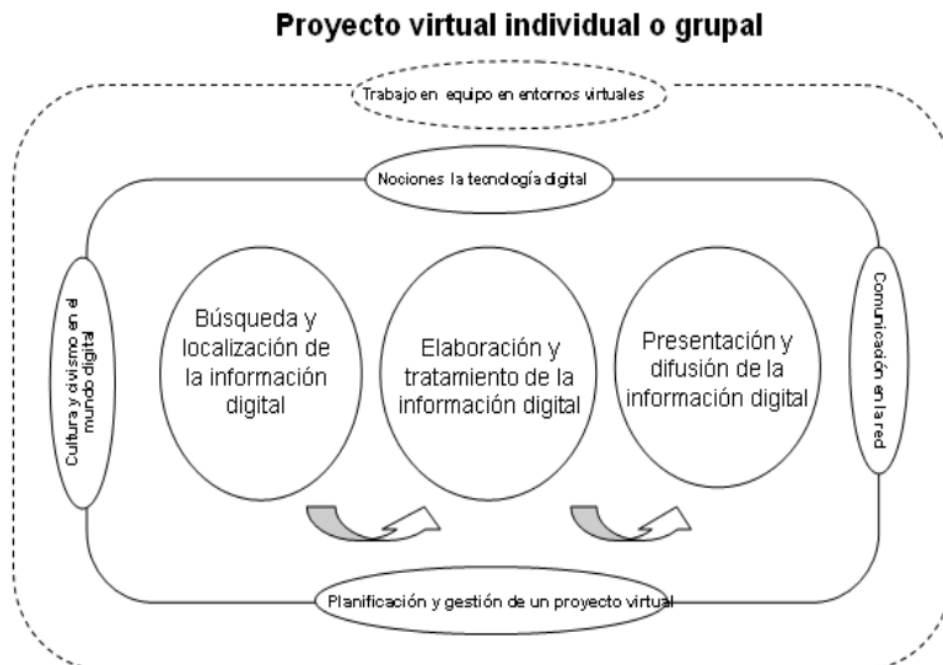 Proyecto virtual individual o grupal
Trabajo en equipo en entornos virtuales
Nociones la tecnología digital
Cultura y civismo en el
mundo digital
Búsqueda y
localización de
la información
digital
Elaboración y
tratamiento de la
información digital
Presentación y
difusión de la
información digital
Comunicación en la red
Planificación y gestión de un proyecto virtual